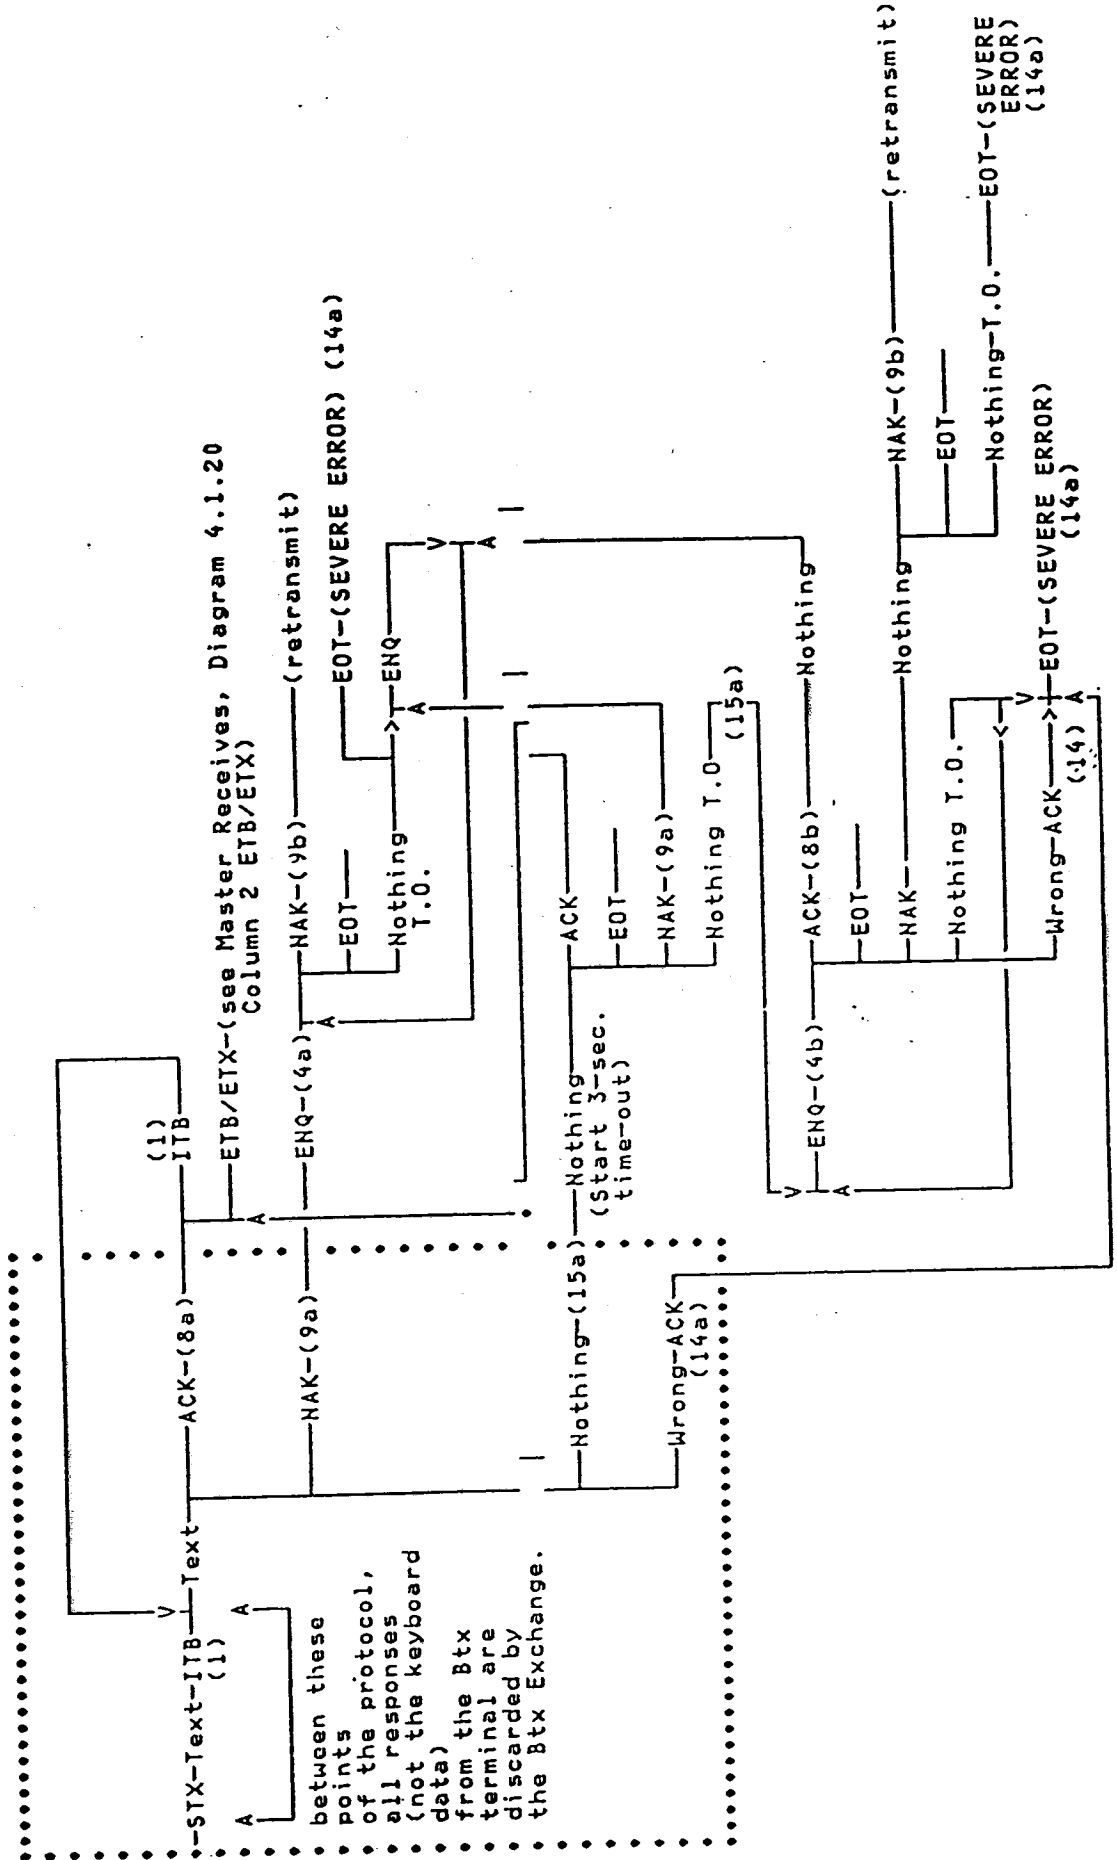 (1)
STX-Text-ITB-Text-ACK-(8a)-ITB
(1)
ETB/ETX-(see Master Receives, Diagram 4.1.20
Column 2 ETB/ETX)
NAK-(9a)-ENQ-(4a)-NAK-(9b)-(retransmit)
EOT
EOT-(SEVERE ERROR) (14a)
Nothing > ENQ
T.O.
between these
points
of the protocol,
all responses
(not the keyboard
data)
from the Btx
terminal are
discarded by
the Btx Exchange.
Nothing-(15a)-Nothing-ACK
(Start 3-sec.
time-out)
EOT
NAK-(9a)
Nothing T.O
(15a)
Wrong-ACK
(14a)
ENQ-(4b)-ACK-(8b)-Nothing
EOT
NAK-Nothing-NAK-(9b)-(retransmit)
Nothing T.O.
EOT
Nothing-T.O.-EOT-(SEVERE
ERROR)
(14a)
Wrong-ACK->EOT-(SEVERE ERROR)
(14)
(14a)